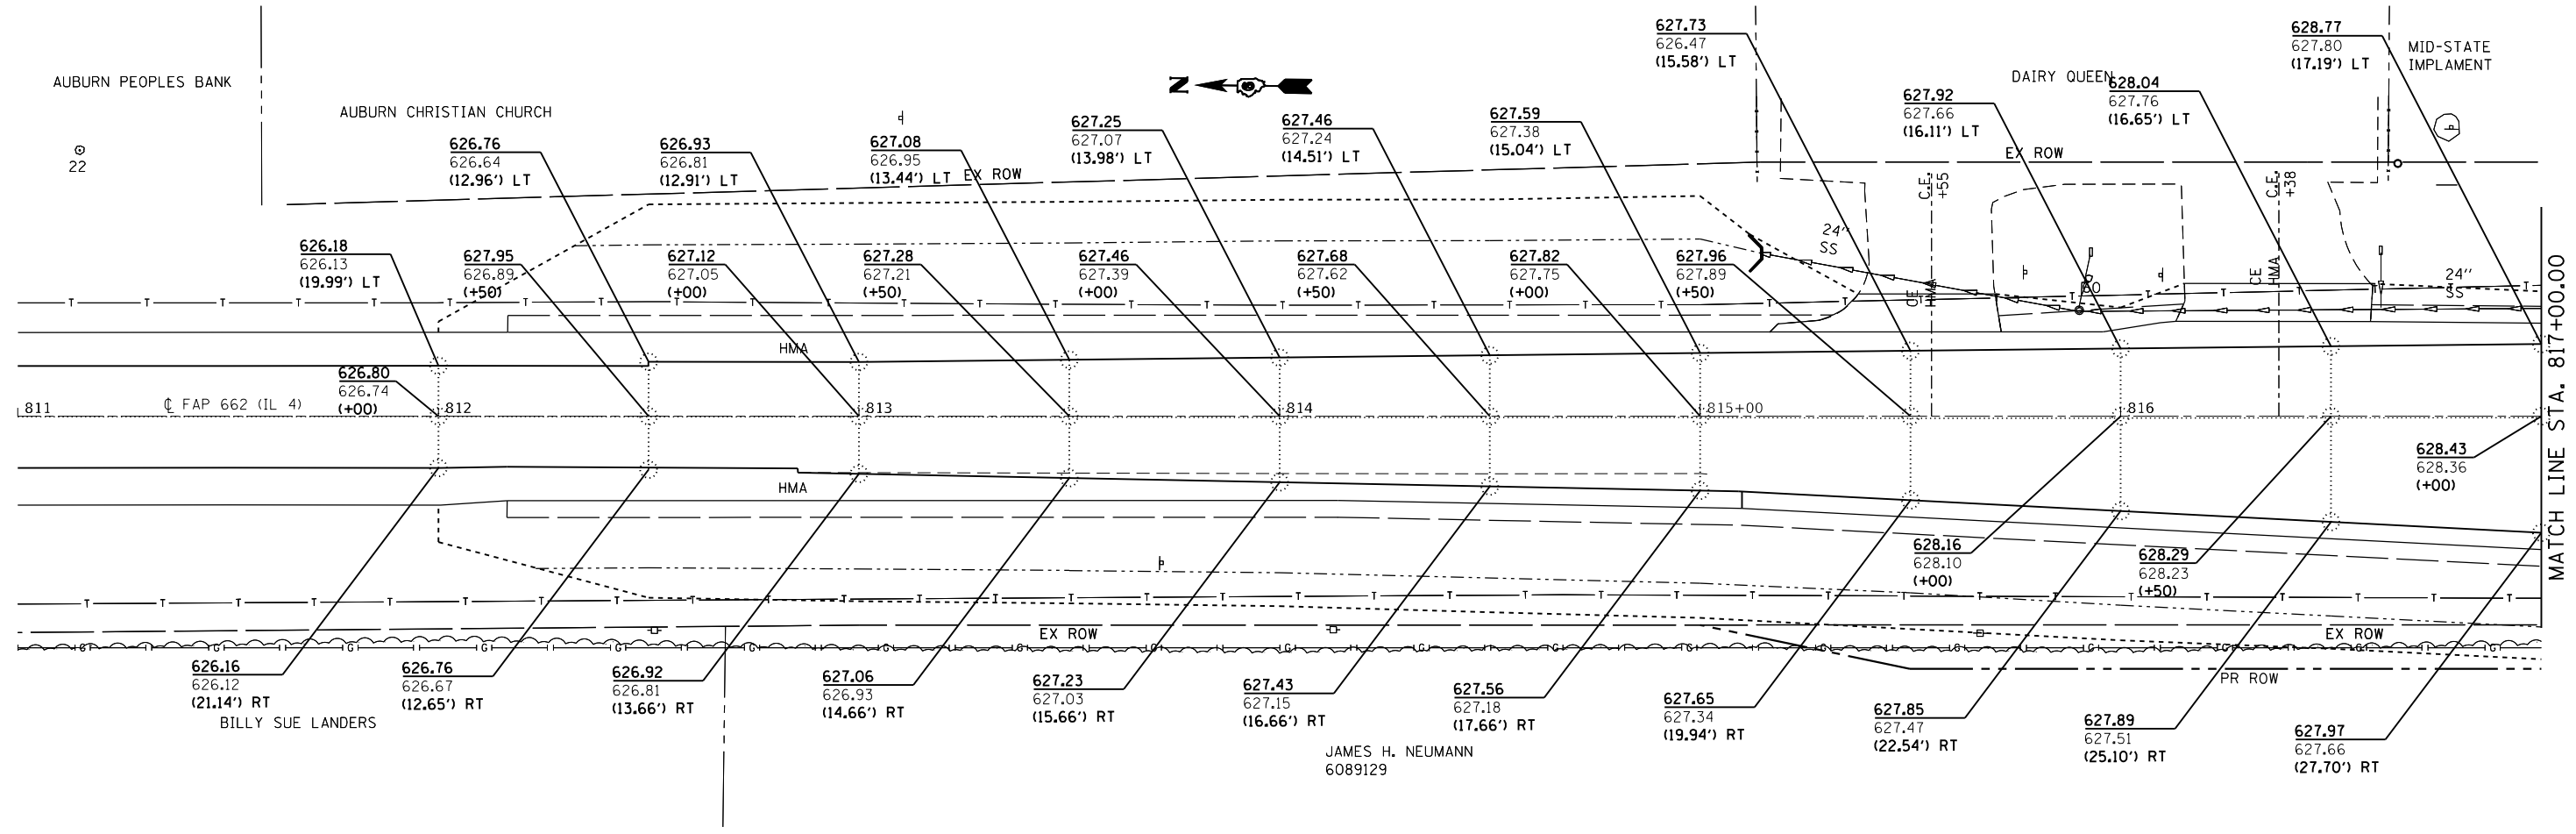 AUBURN PEOPLES BANK
22
AUBURN CHRISTIAN CHURCH
N
DAIRY QUEEN
MID-STATE
IMPLAMENT
626.18
626.13
(19.99') LT
626.76
626.64
(12.96') LT
626.93
626.81
(12.91') LT
627.08
626.95
(13.44') LT
EX ROW
627.25
627.07
(13.98') LT
627.46
627.24
(14.51') LT
627.59
627.38
(15.04') LT
627.73
626.47
(15.58') LT
627.92
627.66
(16.11') LT
628.04
627.76
(16.65') LT
628.77
627.80
(17.19') LT
EX ROW
C.E.
+55
C.E.
+38
24"
SS
CE
HMA
CE
HMA
24"
SS
626.80
626.74
(+00)
627.95
626.89
(+50)
627.12
627.05
(+00)
627.28
627.21
(+50)
627.46
627.39
(+00)
627.68
627.62
(+50)
627.82
627.75
(+00)
627.96
627.89
(+50)
T T T T T T T T T T T T T T T T T T T T T T T T T T T T T T T T T
HMA
811
℄ FAP 662 (IL 4)
812
813
814
815+00
816
MATCH LINE STA. 817+00.00
628.43
628.36
(+00)
HMA
628.16
628.10
(+00)
628.29
628.23
(+50)
T T T T T T T T T T T T T T T T T T T T T T T T T T T T T T T T T
EX ROW
EX ROW
G G G G G G G G G G G G G G G G G G G
PR ROW
626.16
626.12
(21.14') RT
626.76
626.67
(12.65') RT
626.92
626.81
(13.66') RT
627.06
626.93
(14.66') RT
627.23
627.03
(15.66') RT
627.43
627.15
(16.66') RT
627.56
627.18
(17.66') RT
627.65
627.34
(19.94') RT
627.85
627.47
(22.54') RT
627.89
627.51
(25.10') RT
627.97
627.66
(27.70') RT
BILLY SUE LANDERS
JAMES H. NEUMANN
6089129